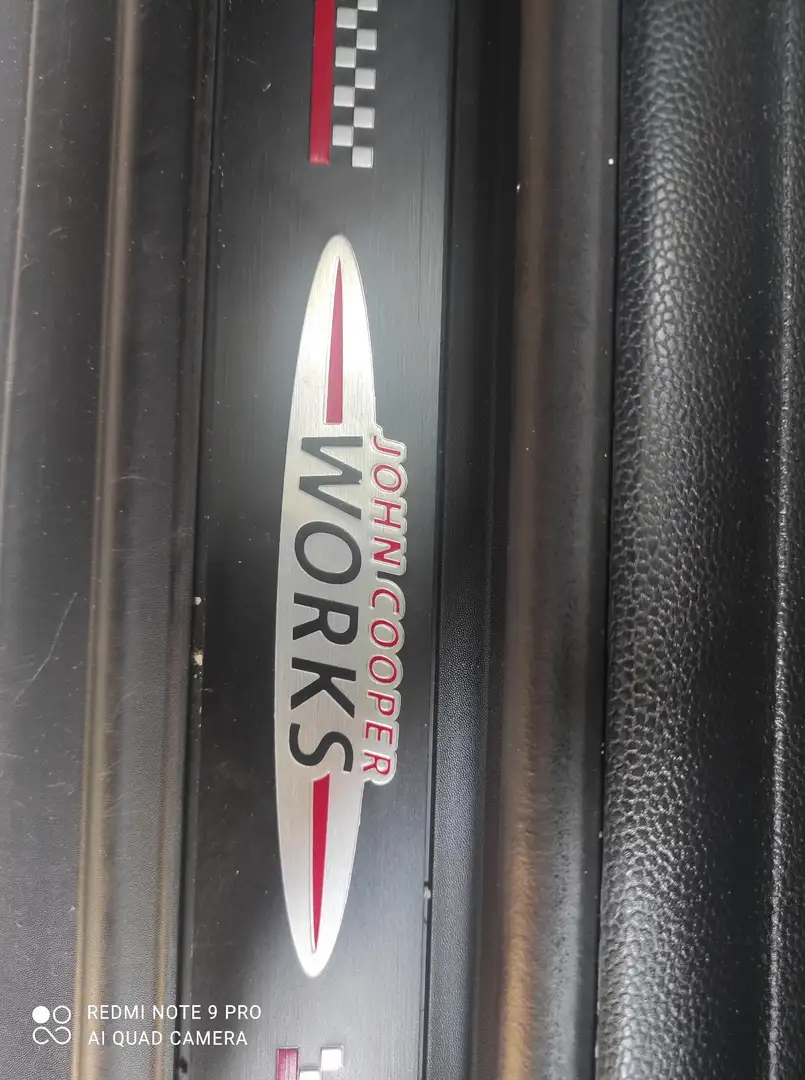 JOHN COOPER
WORKS
REDMI NOTE 9 PRO
AI QUAD CAMERA